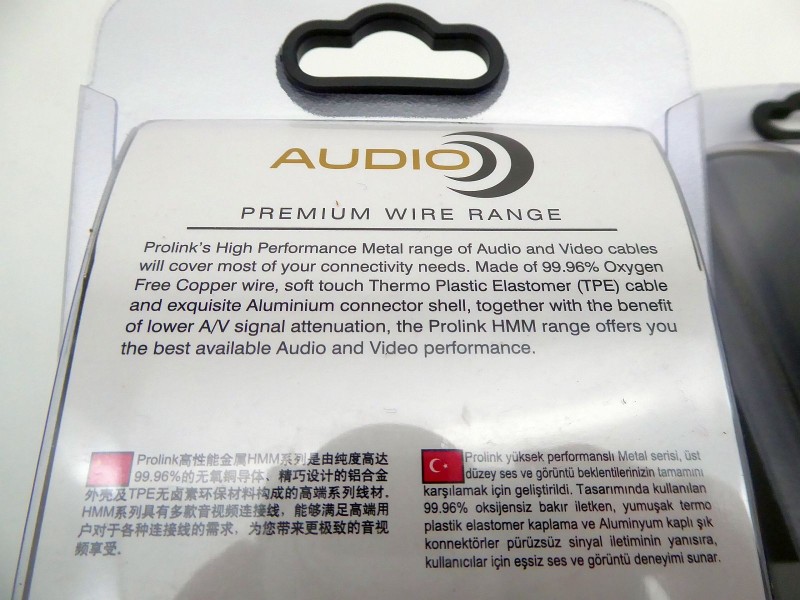 AUDIO
PREMIUM WIRE RANGE
Prolink's High Performance Metal range of Audio and Video cables
will cover most of your connectivity needs. Made of 99.96% Oxygen
Free Copper wire, soft touch Thermo Plastic Elastomer (TPE) cable
and exquisite Aluminium connector shell, together with the benefit
of lower A/V signal attenuation, the Prolink HMM range offers you
the best available Audio and Video performance.
Prolink高性能金属HMM系列是由纯度高达
99.96%的无氧铜导体、精巧设计的铝合金
外壳及TPE无卤素环保材料构成的高端系列线材.
HMM系列具有多款音视频连接线，能够满足高端用
户对于各种连接线的需求，为您带来更极致的音视
频享受.
Prolink yüksek performanslı Metal serisi, üst
düzey ses ve görüntü beklentilerinizin tamamını
karşılamak için geliştirildi. Tasarımında kullanılan
99.96% oksijensiz bakır iletken, yumuşak termo
plastik elastomer kaplama ve Aluminyum kaplı şık
konnektörler pürüzsüz sinyal iletiminin yanısıra,
kullanıcılar için eşsiz ses ve görüntü deneyimi sunar.